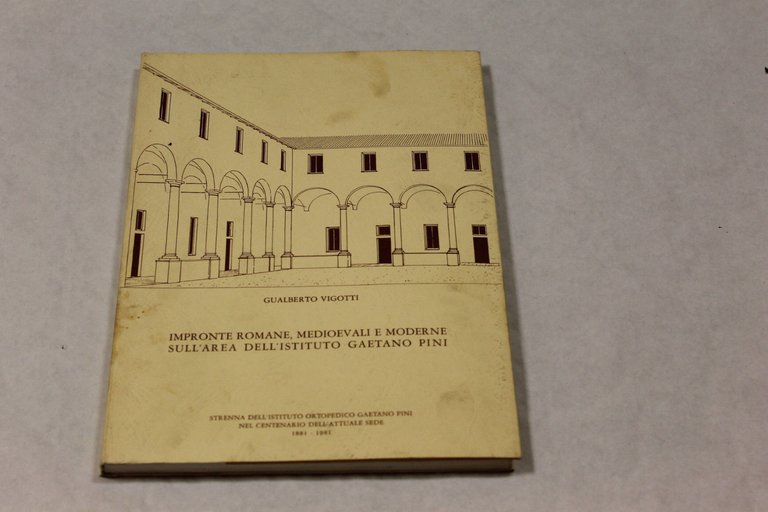 GUALBERTO VIGOTTI
IMPRONTE ROMANE, MEDIOEVALI E MODERNE
SULL'AREA DELL'ISTITUTO GAETANO PINI
STRENNA DELL'ISTITUTO ORTOPEDICO GAETANO PINI
NEL CENTENARIO DELL'ATTUALE SEDE
1881 - 1981